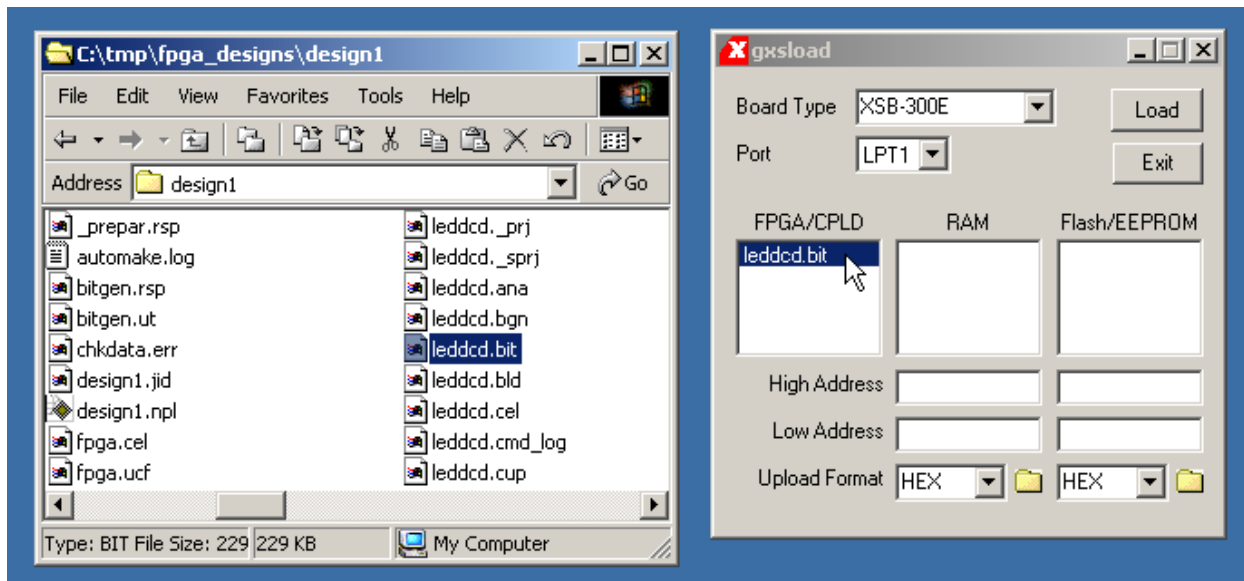 C:\tmp\fpga_designs\design1
File Edit View Favorites Tools Help
Address design1 Go
_prepar.rsp
automake.log
bitgen.rsp
bitgen.ut
chkdata.err
design1.jid
design1.npl
fpga.cel
fpga.ucf
leddcd._prj
leddcd._sprj
leddcd.ana
leddcd.bgn
leddcd.bit
leddcd.bld
leddcd.cel
leddcd.cmd_log
leddcd.cup
Type: BIT File Size: 229 229 KB My Computer
X gxsload
Board Type XSB-300E Load
Port LPT1 Exit
FPGA/CPLD RAM Flash/EEPROM
leddcd.bit
High Address
Low Address
Upload Format HEX HEX